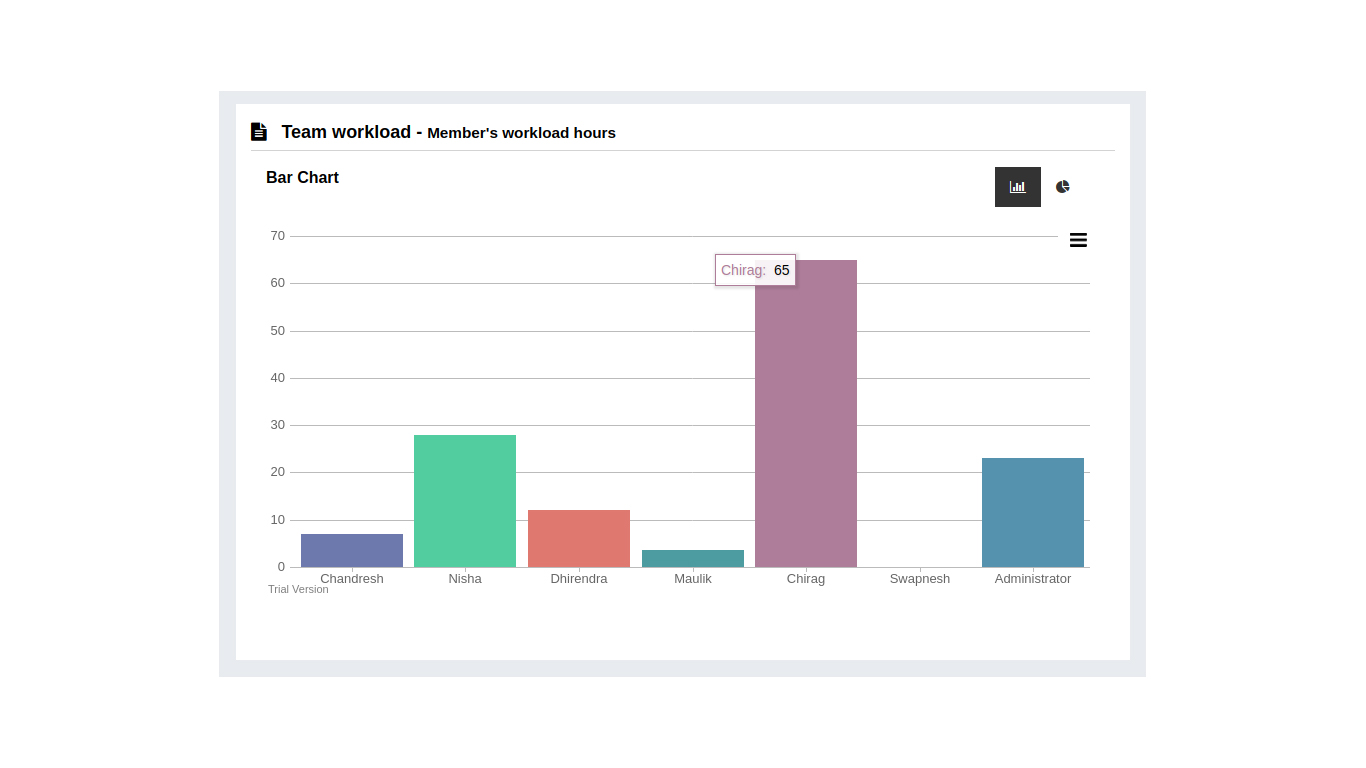 Team workload - Member's workload hours
Bar Chart
70
Chirag: 65
60
50
40
30
20
10
0
Chandresh Nisha Dhirendra Maulik Chirag Swapnesh Administrator
Trial Version